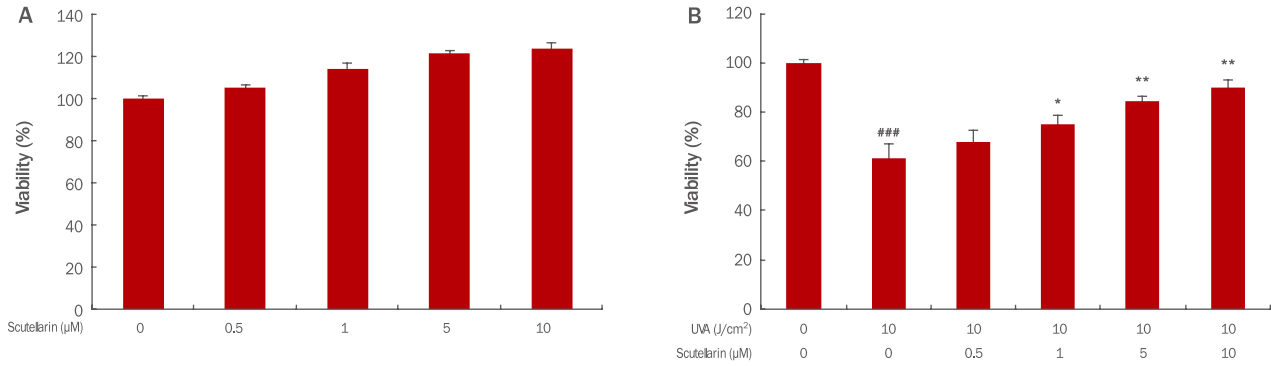 A
Viability (%)
140
120
100
80
60
40
20
0
Scutellarin (µM) 0 0.5 1 5 10
B
Viability (%)
120
100
80
60
40
20
0
###
*
**
**
UVA (J/cm²) 0 10 10 10 10 10
Scutellarin (µM) 0 0 0.5 1 5 10